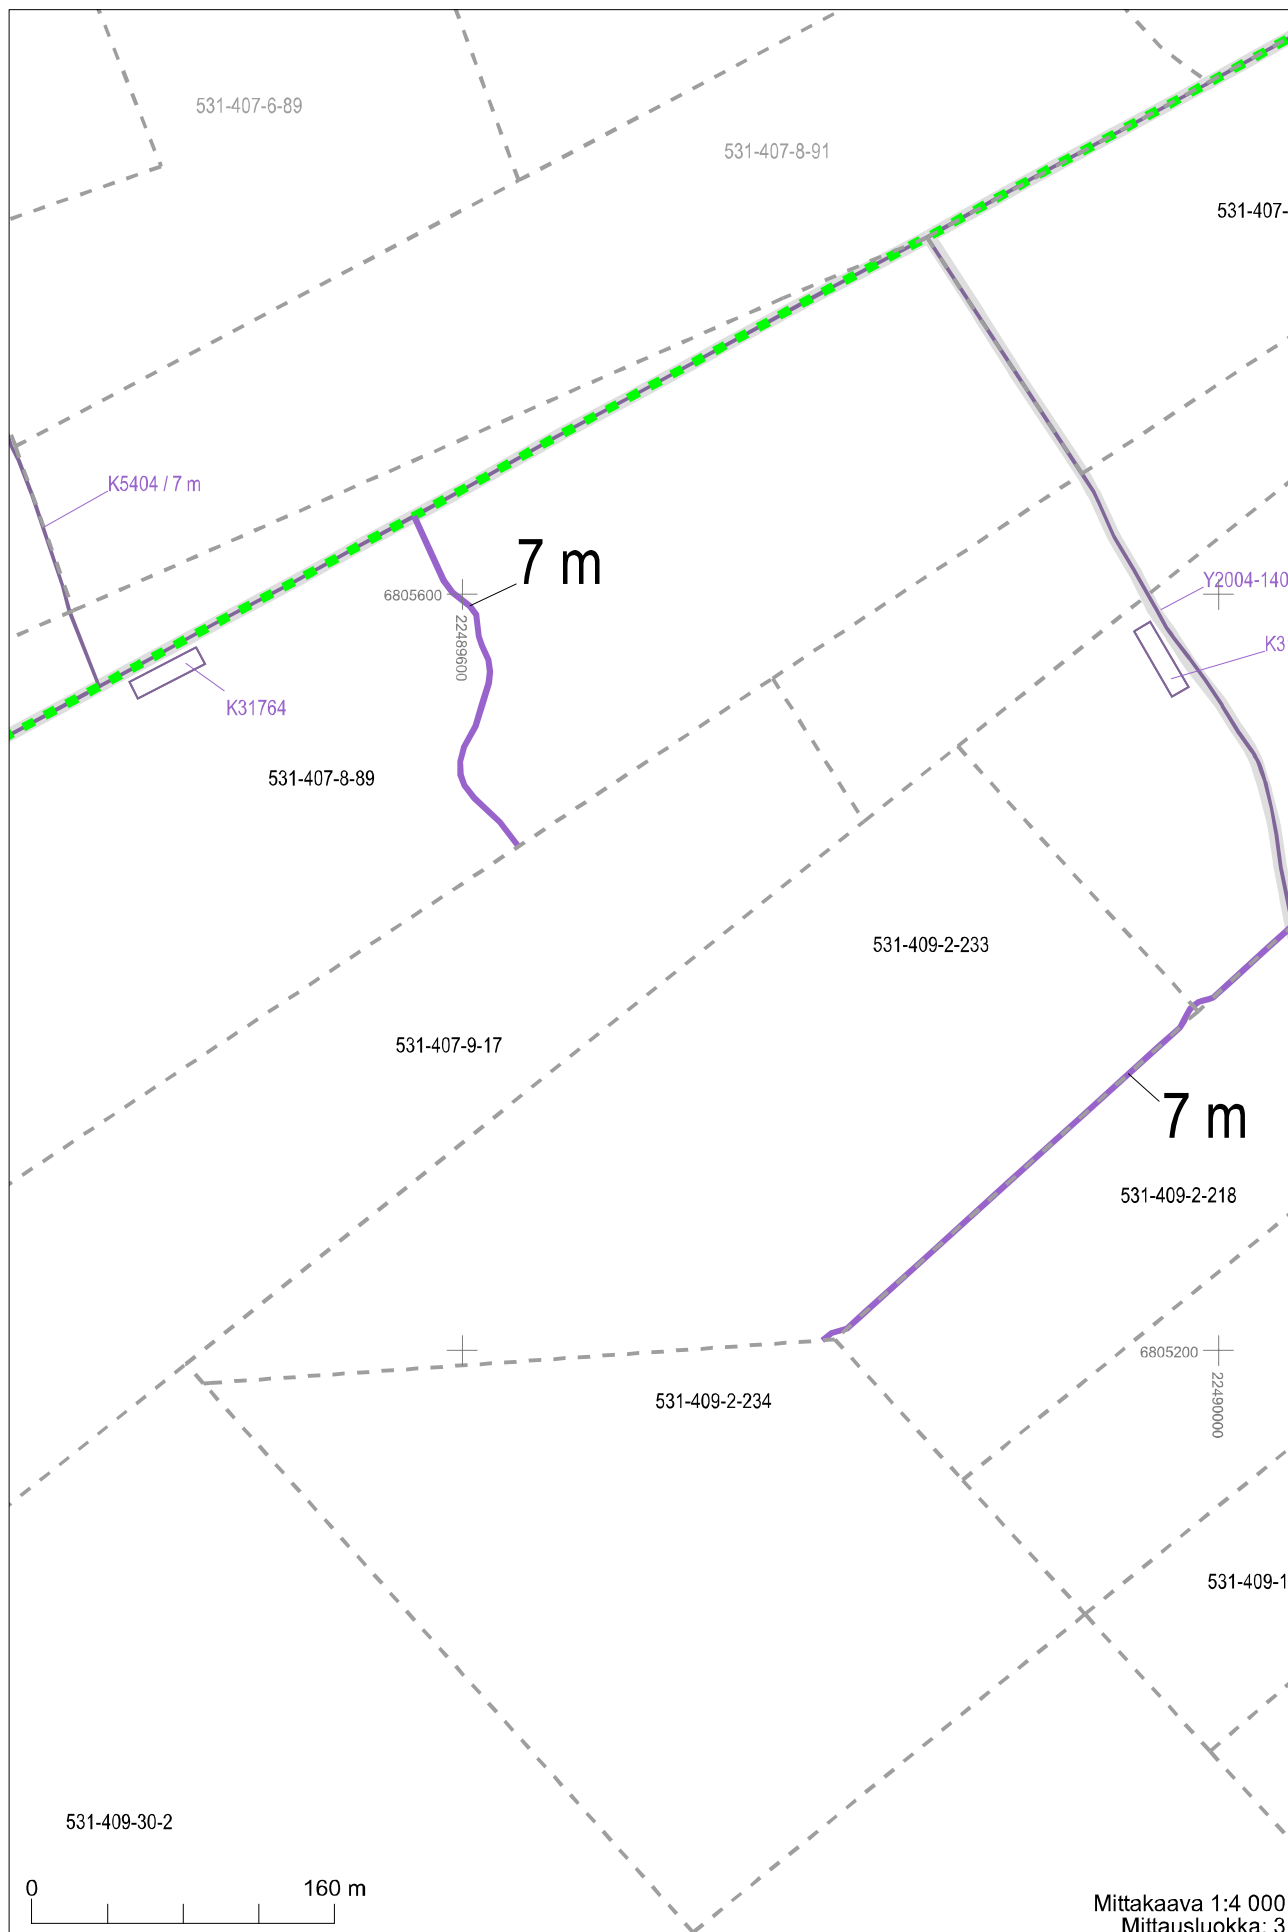 531-407-6-89
531-407-8-91
531-407-
K5404 / 7 m
7 m
6805600
22489600
Y2004-140
K3
K31764
531-407-8-89
531-409-2-233
531-407-9-17
7 m
531-409-2-218
6805200
22490000
531-409-2-234
531-409-1
531-409-30-2
0 160 m
Mittakaava 1:4 000
Mittausluokka: 3